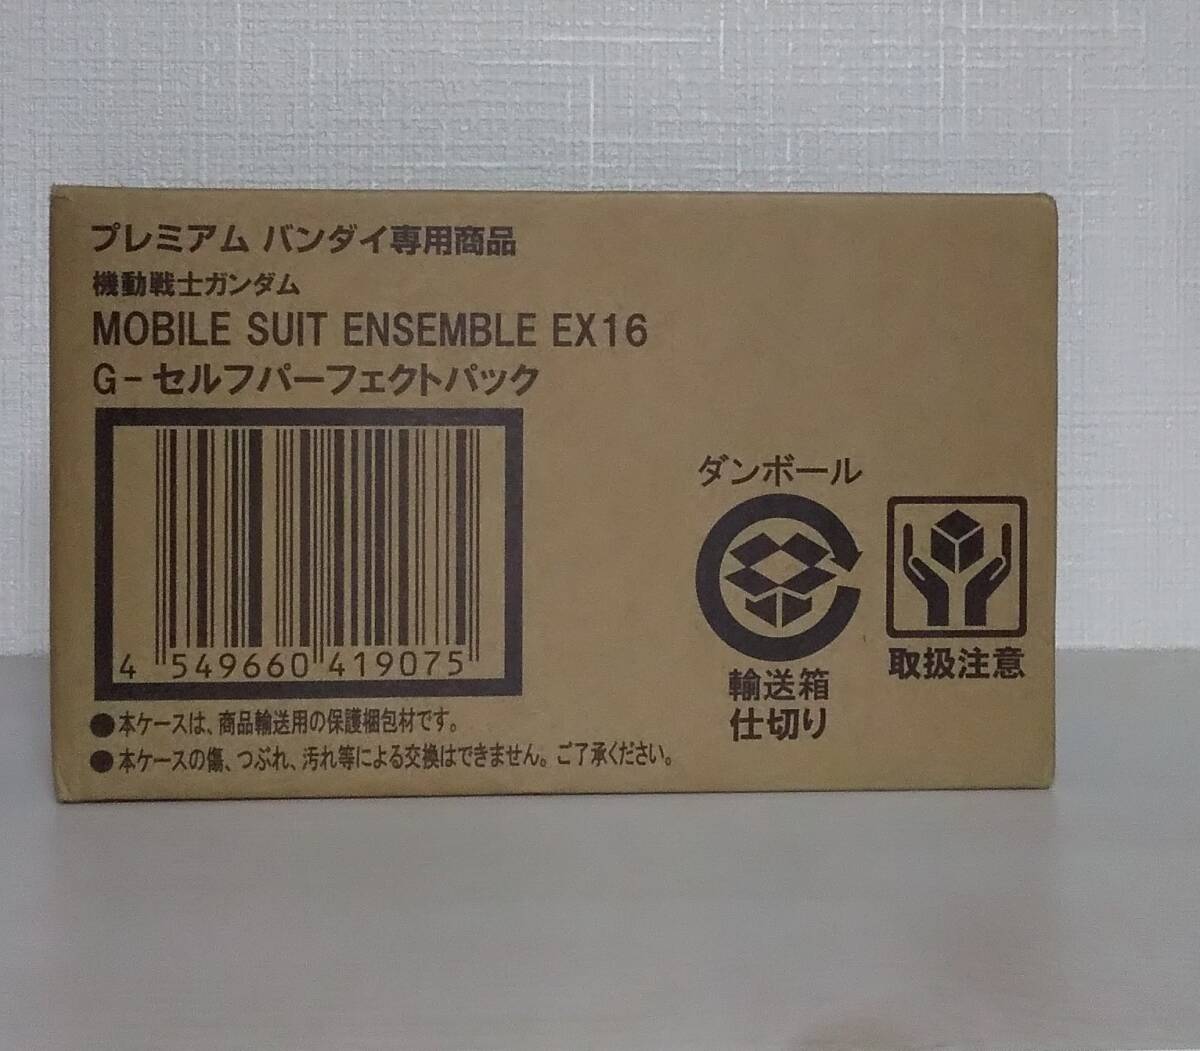 プレミアム バンダイ専用商品
機動戦士ガンダム
MOBILE SUIT ENSEMBLE EX16
G-セルフパーフェクトパック
4 549660 419075
●本ケースは、商品輸送用の保護梱包材です。
●本ケースの傷、つぶれ、汚れ等による交換はできません。ご了承ください。
ダンボール
輸送箱
仕切り
取扱注意